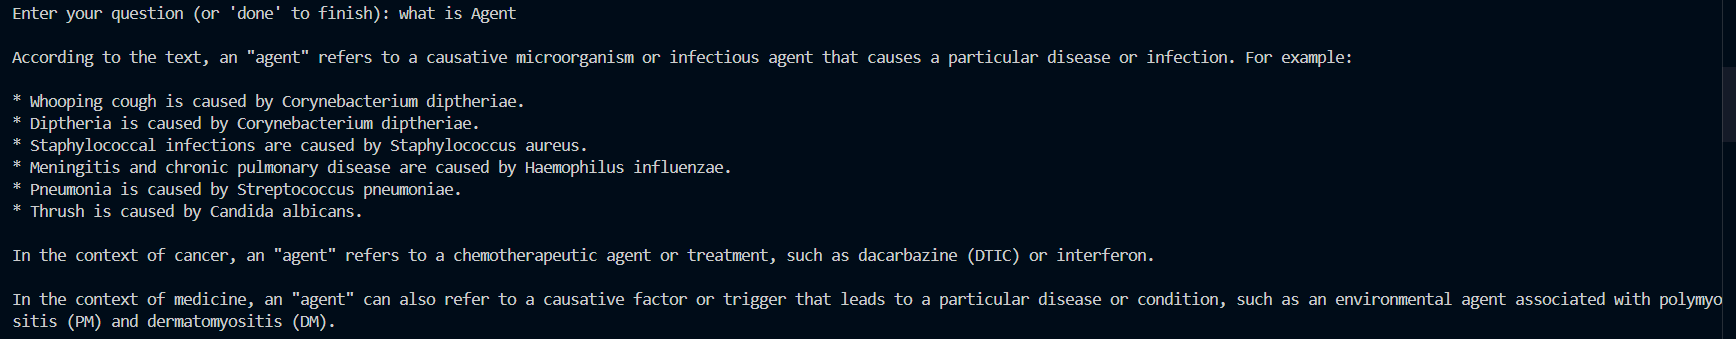 Enter your question (or 'done' to finish): what is Agent
According to the text, an "agent" refers to a causative microorganism or infectious agent that causes a particular disease or infection. For example:
* Whooping cough is caused by Corynebacterium diptheriae.
* Diptheria is caused by Corynebacterium diptheriae.
* Staphylococcal infections are caused by Staphylococcus aureus.
* Meningitis and chronic pulmonary disease are caused by Haemophilus influenzae.
* Pneumonia is caused by Streptococcus pneumoniae.
* Thrush is caused by Candida albicans.
In the context of cancer, an "agent" refers to a chemotherapeutic agent or treatment, such as dacarbazine (DTIC) or interferon.
In the context of medicine, an "agent" can also refer to a causative factor or trigger that leads to a particular disease or condition, such as an environmental agent associated with polymyo
sitis (PM) and dermatomyositis (DM).